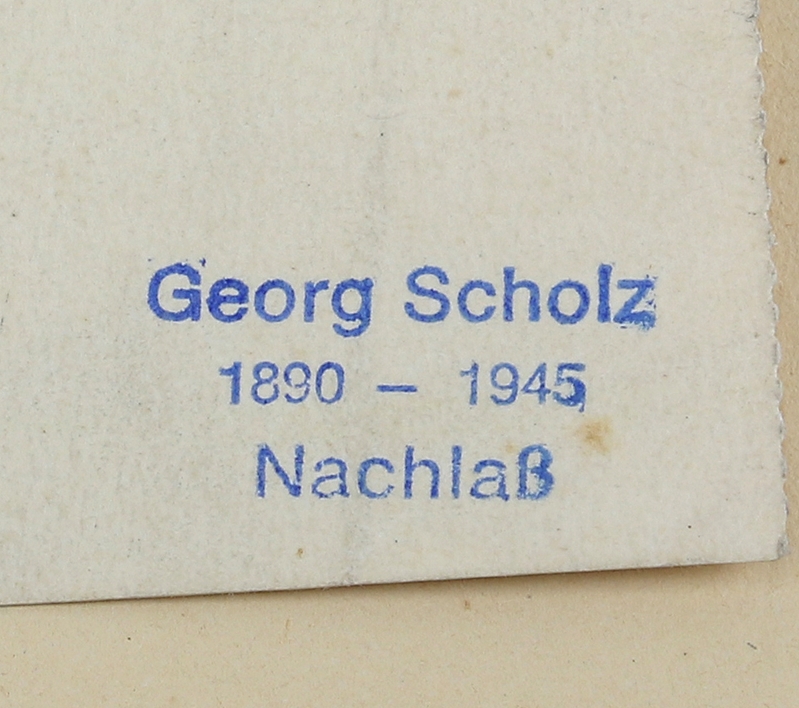 Georg Scholz
1890 – 1945
Nachlaß